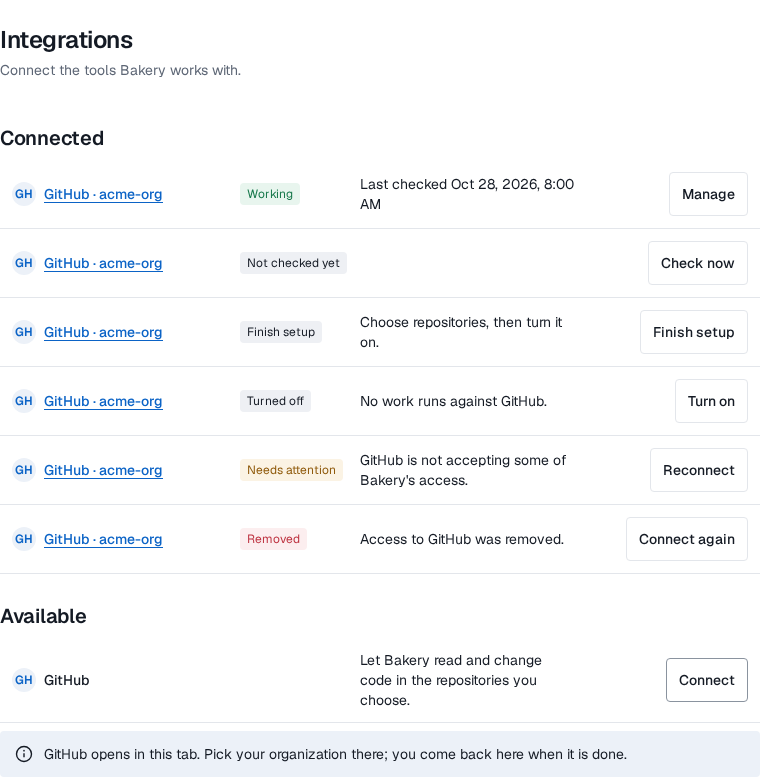 Integrations
Connect the tools Bakery works with.
Connected
GH GitHub · acme-org Working Last checked Oct 28, 2026, 8:00
AM
Manage
GH GitHub · acme-org Not checked yet Check now
GH GitHub · acme-org Finish setup Choose repositories, then turn it
on.
Finish setup
GH GitHub · acme-org Turned off No work runs against GitHub. Turn on
GH GitHub · acme-org Needs attention GitHub is not accepting some of
Bakery's access.
Reconnect
GH GitHub · acme-org Removed Access to GitHub was removed. Connect again
Available
GH GitHub Let Bakery read and change
code in the repositories you
choose.
Connect
GitHub opens in this tab. Pick your organization there; you come back here when it is done.